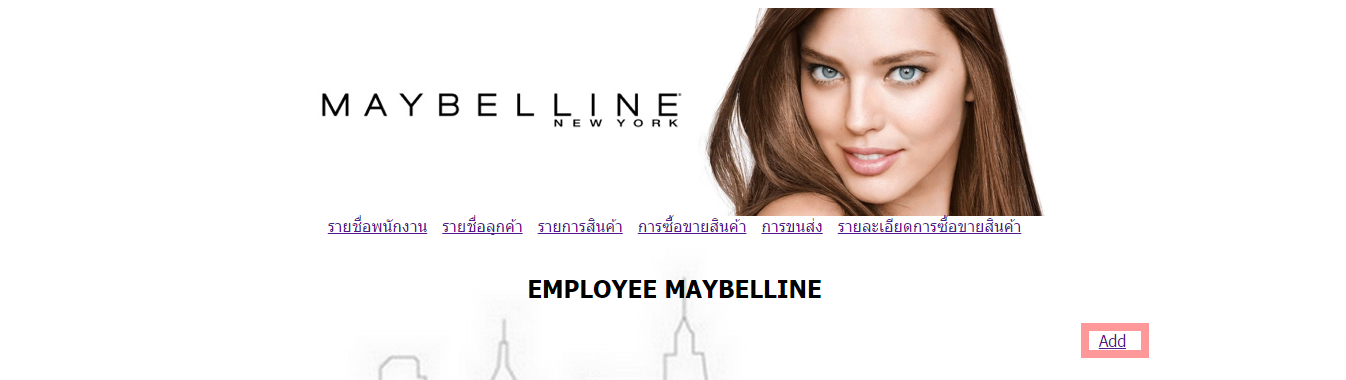 MAYBELLINE
NEW YORK
รายชื่อพนักงาน รายชื่อลูกค้า รายการสินค้า การซื้อขายสินค้า การขนส่ง รายละเอียดการซื้อขายสินค้า
EMPLOYEE MAYBELLINE
Add